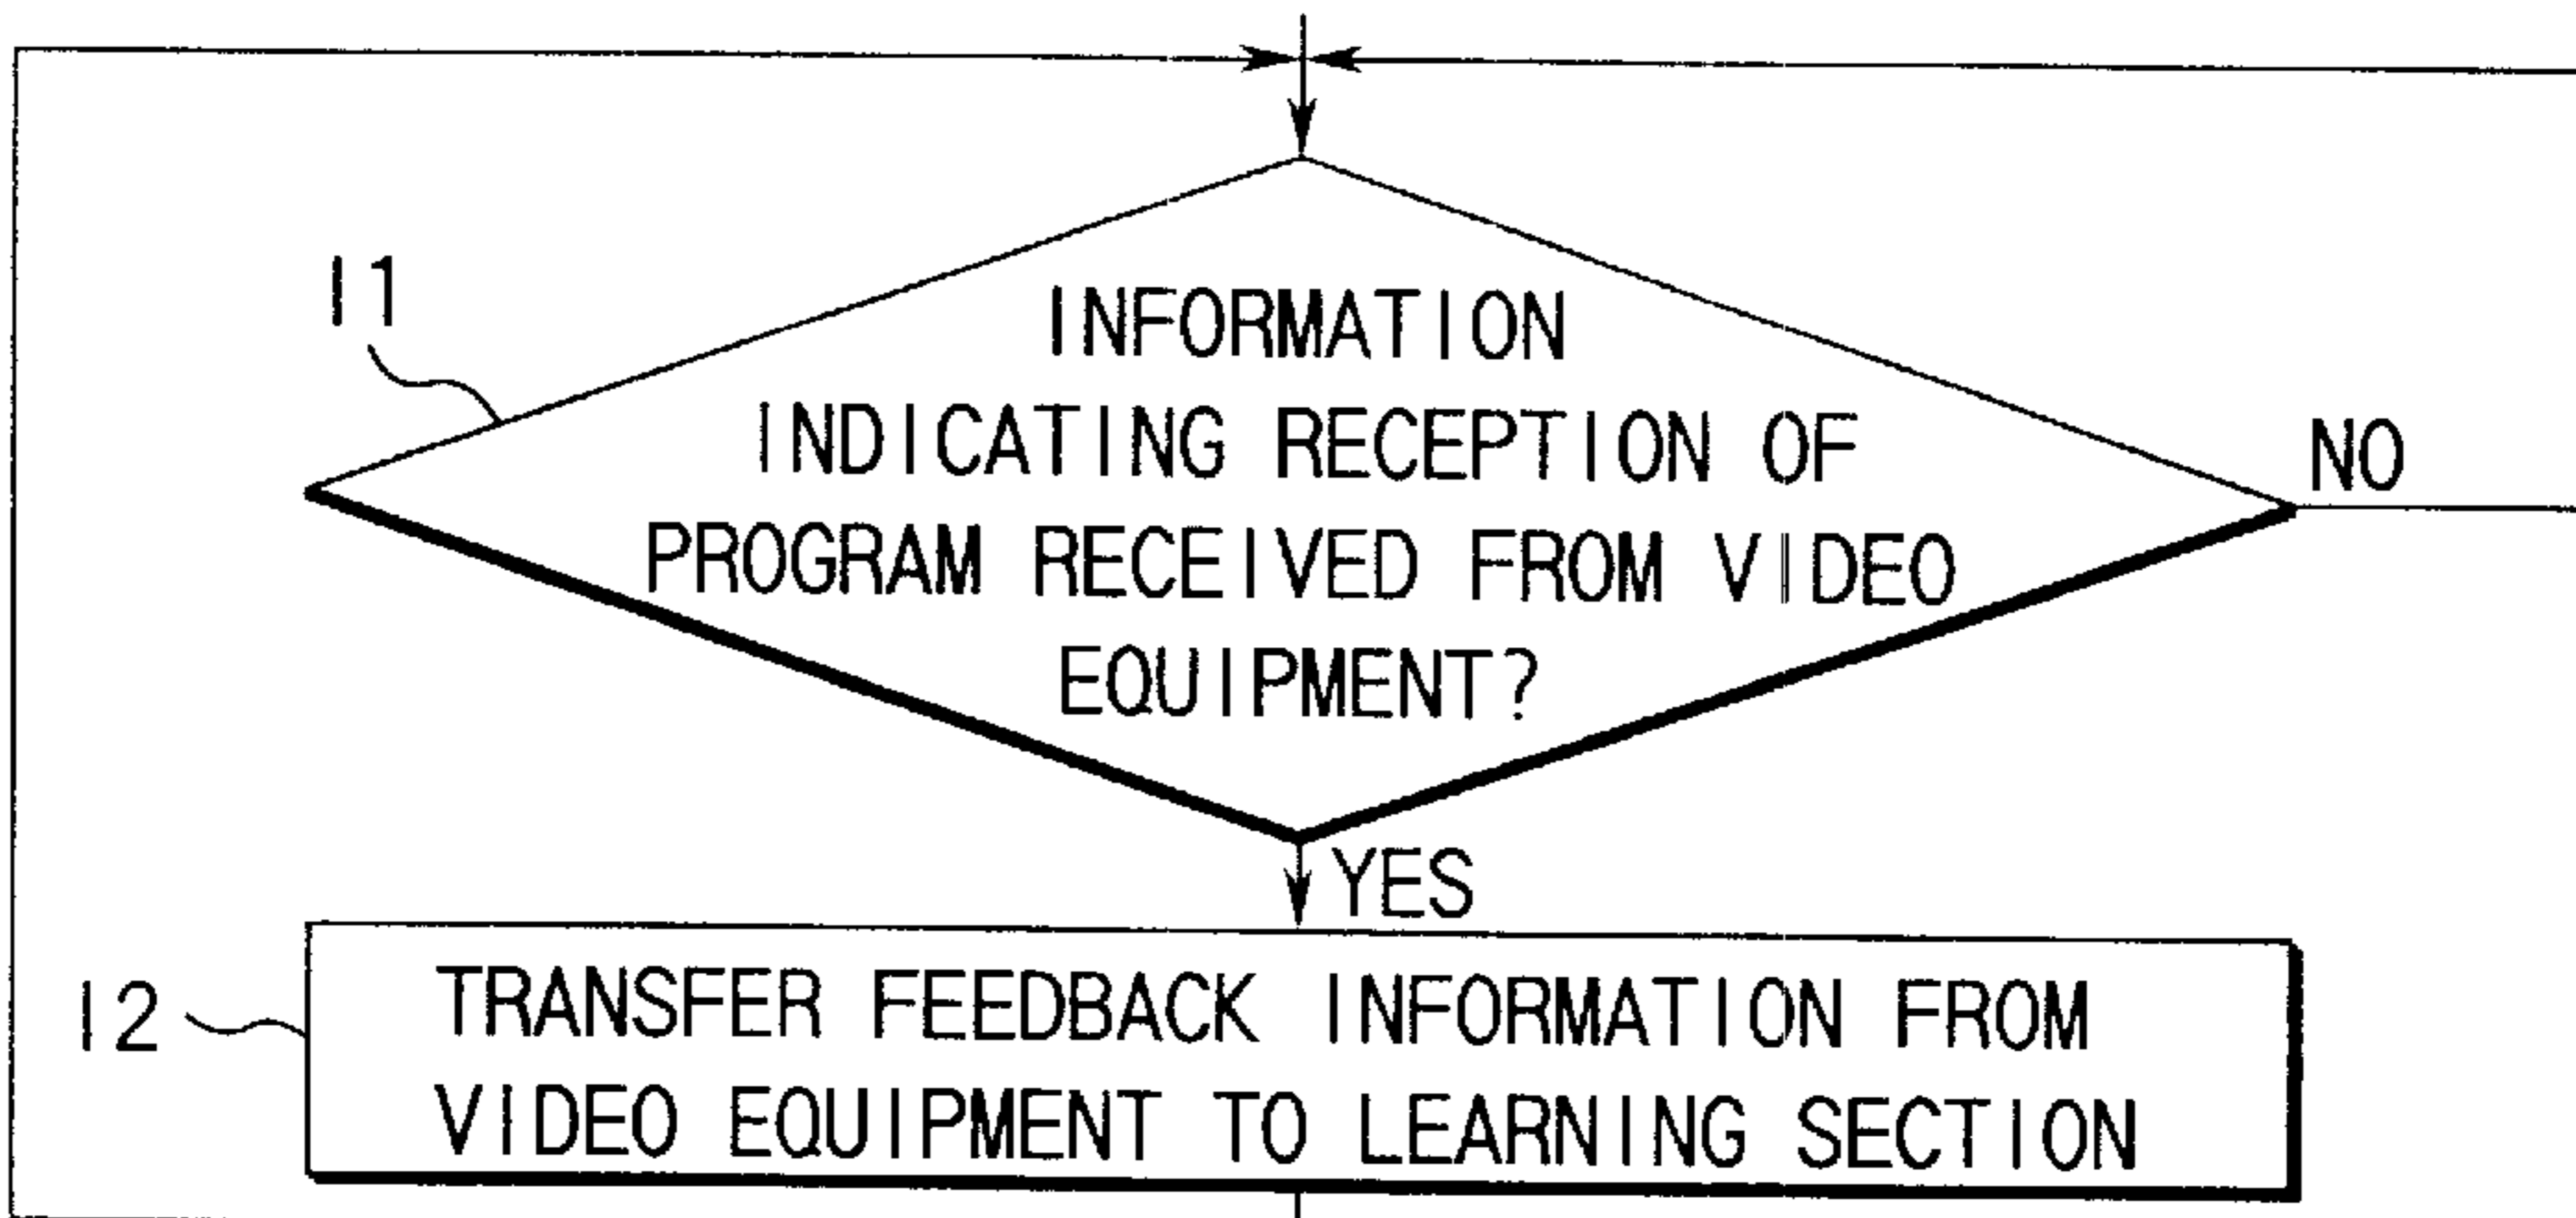 I1
INFORMATION
INDICATING RECEPTION OF
PROGRAM RECEIVED FROM VIDEO
EQUIPMENT?
NO
YES
I2
TRANSFER FEEDBACK INFORMATION FROM
VIDEO EQUIPMENT TO LEARNING SECTION